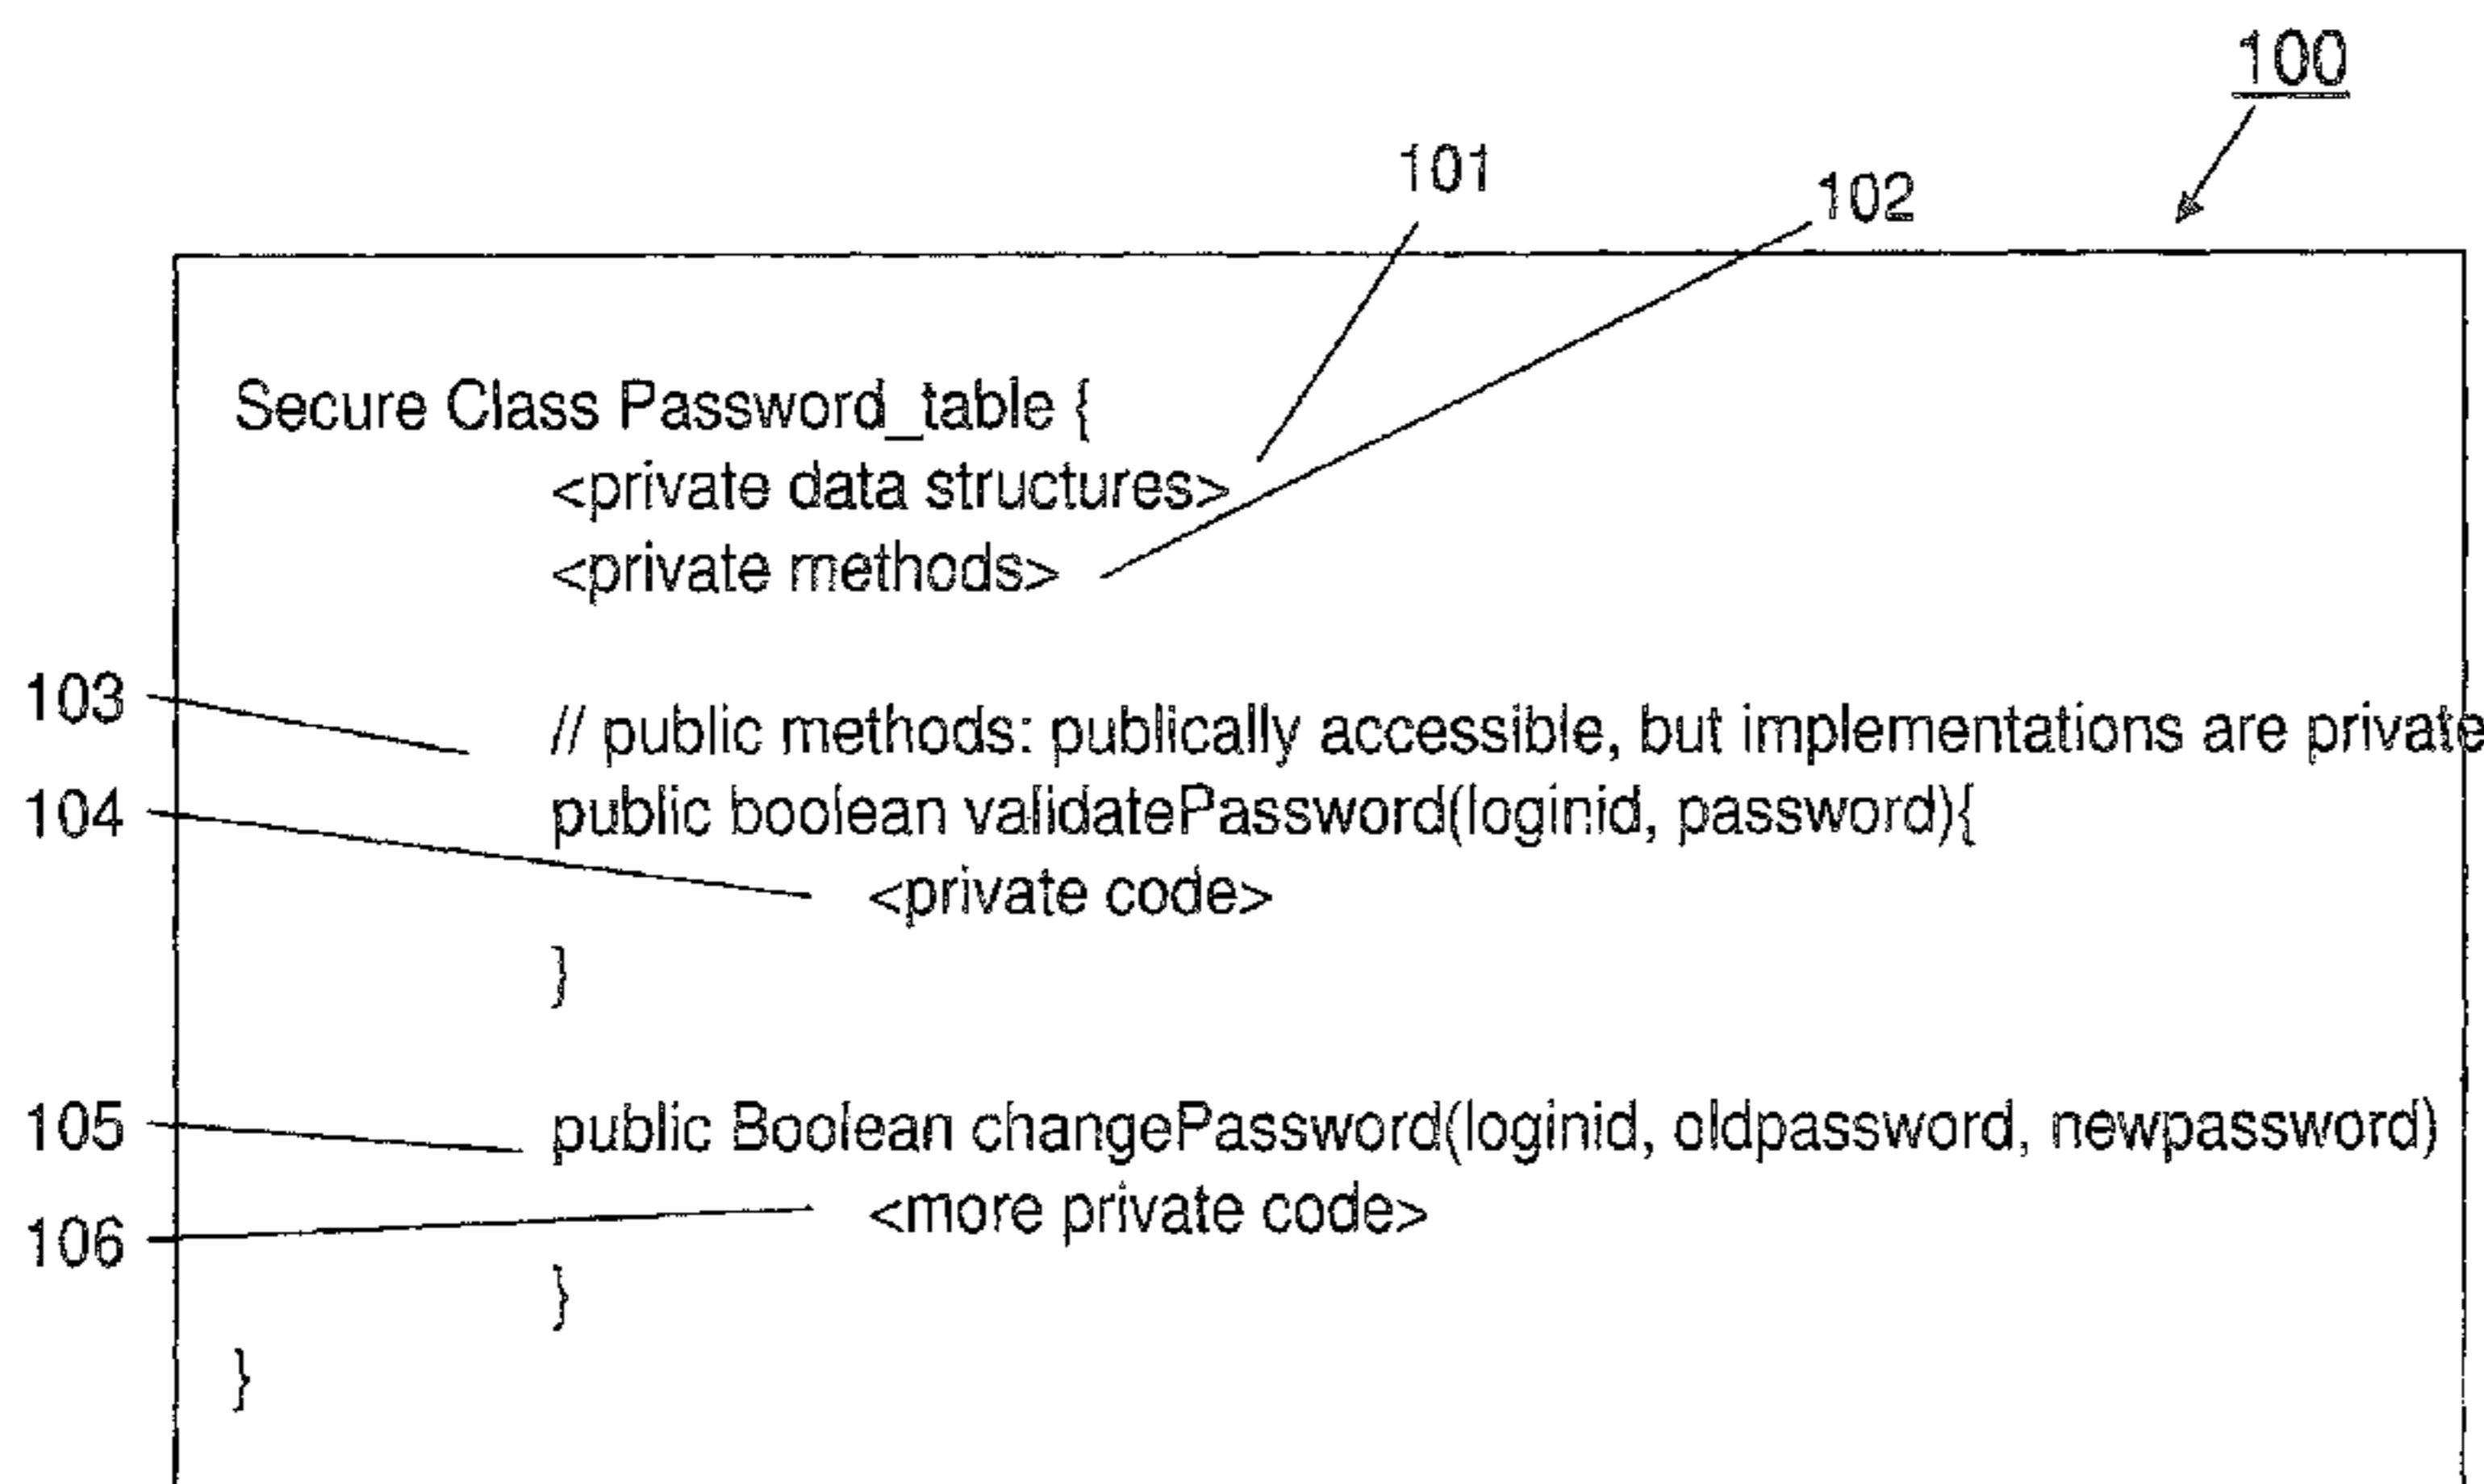 100
101
102
Secure Class Password_table {
<private data structures>
<private methods>
103
// public methods: publically accessible, but implementations are private
104
public boolean validatePassword(loginid, password){
<private code>
}
105
public Boolean changePassword(loginid, oldpassword, newpassword)
106
<more private code>
}
}